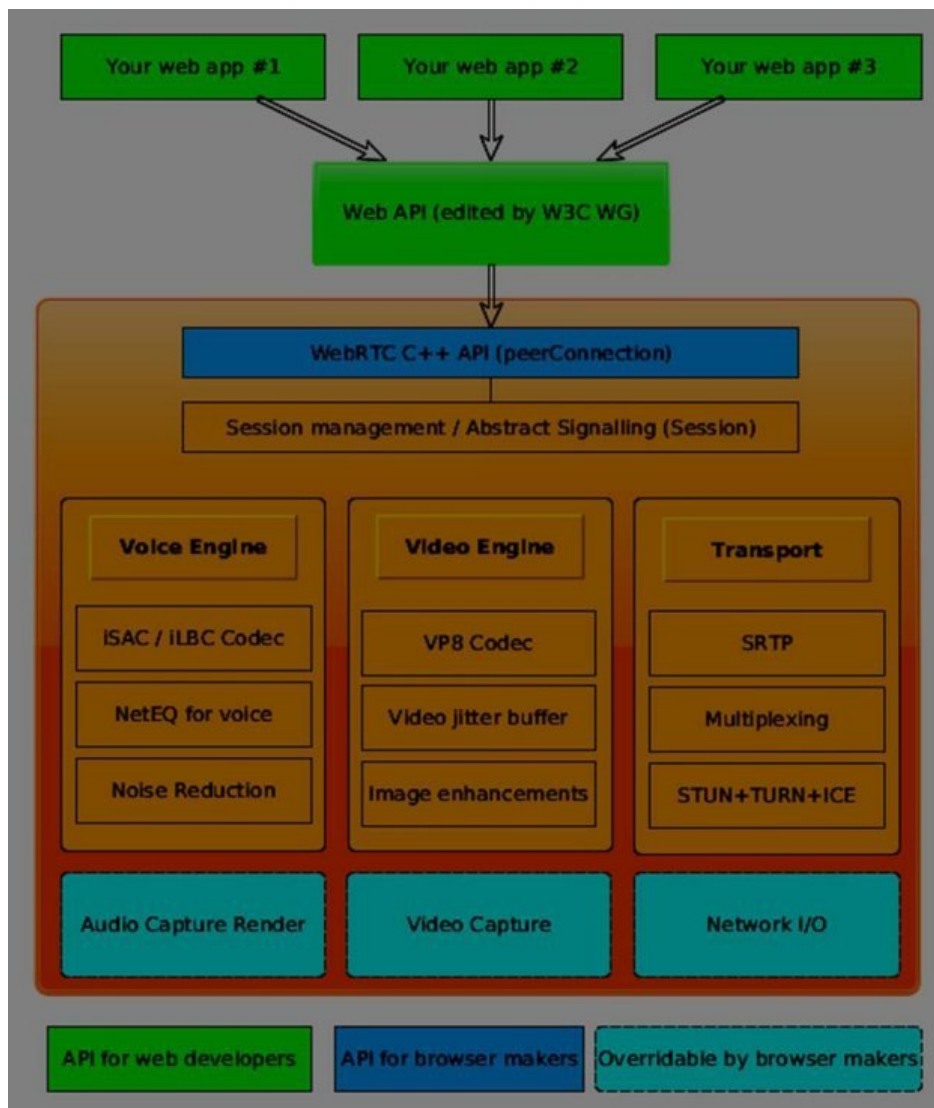 Your web app #1
Your web app #2
Your web app #3
Web API (edited by W3C WG)
WebRTC C++ API (peerConnection)
Session management / Abstract Signalling (Session)
Voice Engine
iSAC / iLBC Codec
NetEQ for voice
Noise Reduction
Video Engine
VP8 Codec
Video jitter buffer
Image enhancements
Transport
SRTP
Multiplexing
STUN+TURN+ICE
Audio Capture Render
Video Capture
Network I/O
API for web developers
API for browser makers
Overridable by browser makers